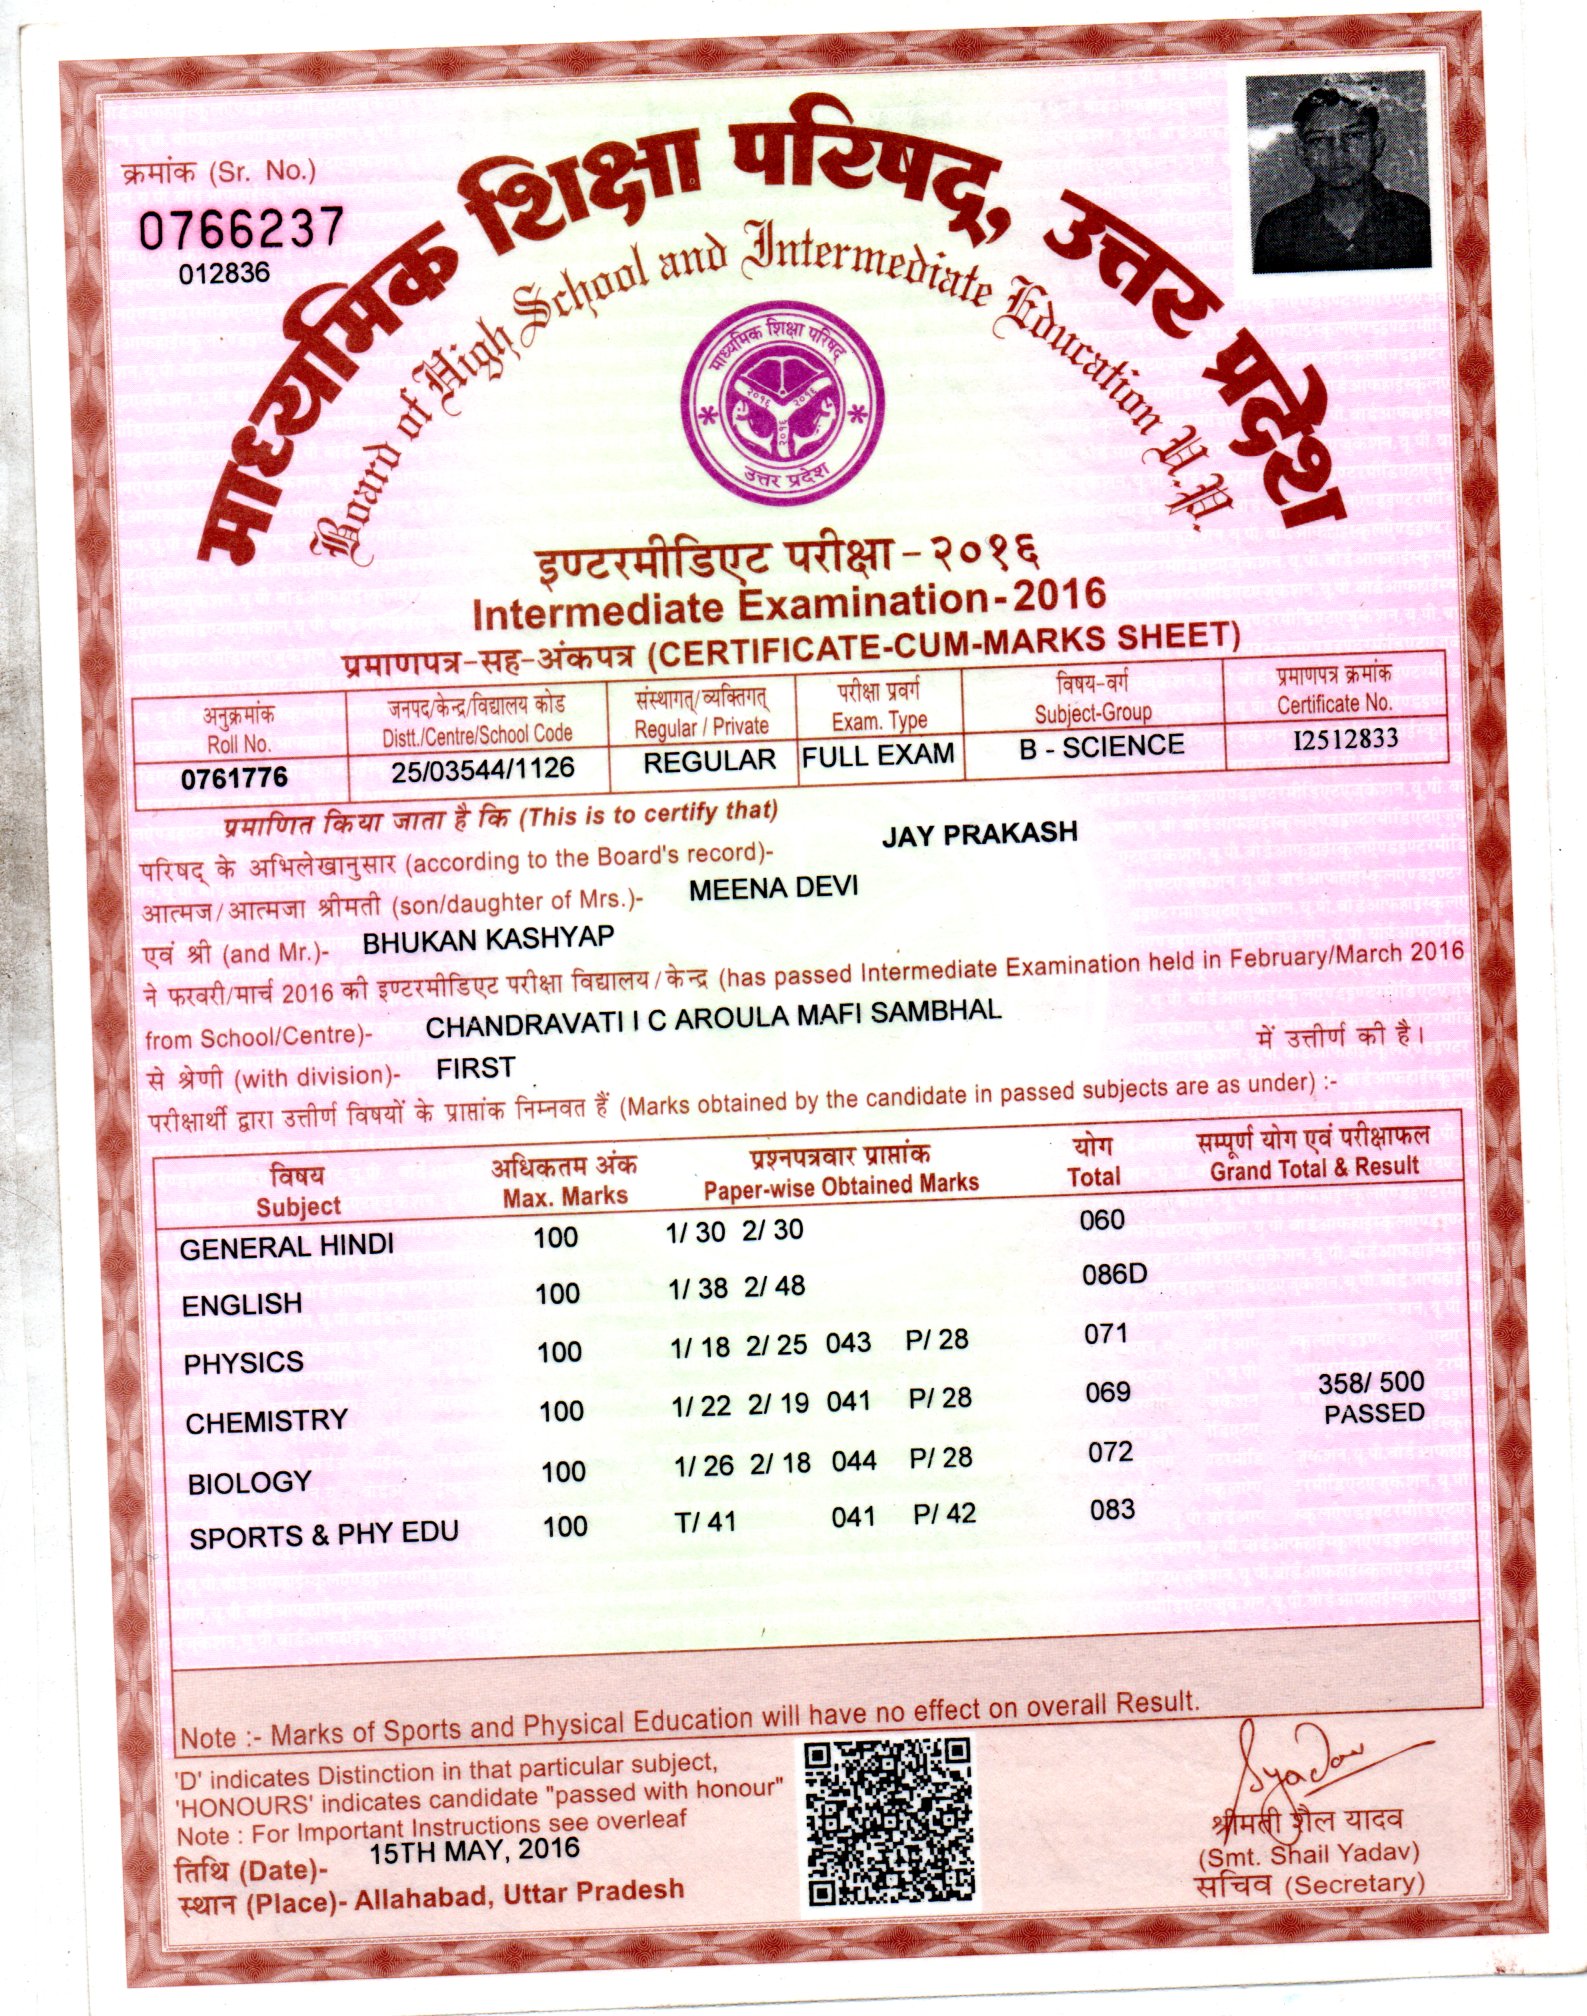 क्रमांक (Sr. No.)
0766237
012836
माध्यमिक शिक्षा परिषद्, उत्तर प्रदेश
Board of High School and Intermediate Education U.P.
माध्यमिक शिक्षा परिषद
२०१६ २०१६
२०१६
उत्तर प्रदेश
इण्टरमीडिएट परीक्षा - २०१६
Intermediate Examination - 2016
प्रमाणपत्र-सह-अंकपत्र (CERTIFICATE-CUM-MARKS SHEET)
अनुक्रमांक जनपद/केन्द्र/विद्यालय कोड संस्थागत्/व्यक्तिगत् परीक्षा प्रवर्ग विषय-वर्ग प्रमाणपत्र क्रमांक
Roll No. Distt./Centre/School Code Regular / Private Exam. Type Subject-Group Certificate No.
0761776 25/03544/1126 REGULAR FULL EXAM B - SCIENCE I2512833
प्रमाणित किया जाता है कि (This is to certify that)
परिषद् के अभिलेखानुसार (according to the Board's record)- JAY PRAKASH
आत्मज/आत्मजा श्रीमती (son/daughter of Mrs.)- MEENA DEVI
एवं श्री (and Mr.)- BHUKAN KASHYAP
ने फरवरी/मार्च 2016 की इण्टरमीडिएट परीक्षा विद्यालय/केन्द्र (has passed Intermediate Examination held in February/March 2016
from School/Centre)- CHANDRAVATI I C AROULA MAFI SAMBHAL में उत्तीर्ण की है।
से श्रेणी (with division)- FIRST
परीक्षार्थी द्वारा उत्तीर्ण विषयों के प्राप्तांक निम्नवत हैं (Marks obtained by the candidate in passed subjects are as under) :-
विषय अधिकतम अंक प्रश्नपत्रवार प्राप्तांक योग सम्पूर्ण योग एवं परीक्षाफल
Subject Max. Marks Paper-wise Obtained Marks Total Grand Total & Result
GENERAL HINDI 100 1/ 30 2/ 30 060
ENGLISH 100 1/ 38 2/ 48 086D
PHYSICS 100 1/ 18 2/ 25 043 P/ 28 071
CHEMISTRY 100 1/ 22 2/ 19 041 P/ 28 069 358/ 500
PASSED
BIOLOGY 100 1/ 26 2/ 18 044 P/ 28 072
SPORTS & PHY EDU 100 T/ 41 041 P/ 42 083
Note :- Marks of Sports and Physical Education will have no effect on overall Result.
'D' indicates Distinction in that particular subject,
'HONOURS' indicates candidate "passed with honour"
Note : For Important Instructions see overleaf
तिथि (Date)- 15TH MAY, 2016
स्थान (Place)- Allahabad, Uttar Pradesh
Syadav
श्रीमती शैल यादव
(Smt. Shail Yadav)
सचिव (Secretary)